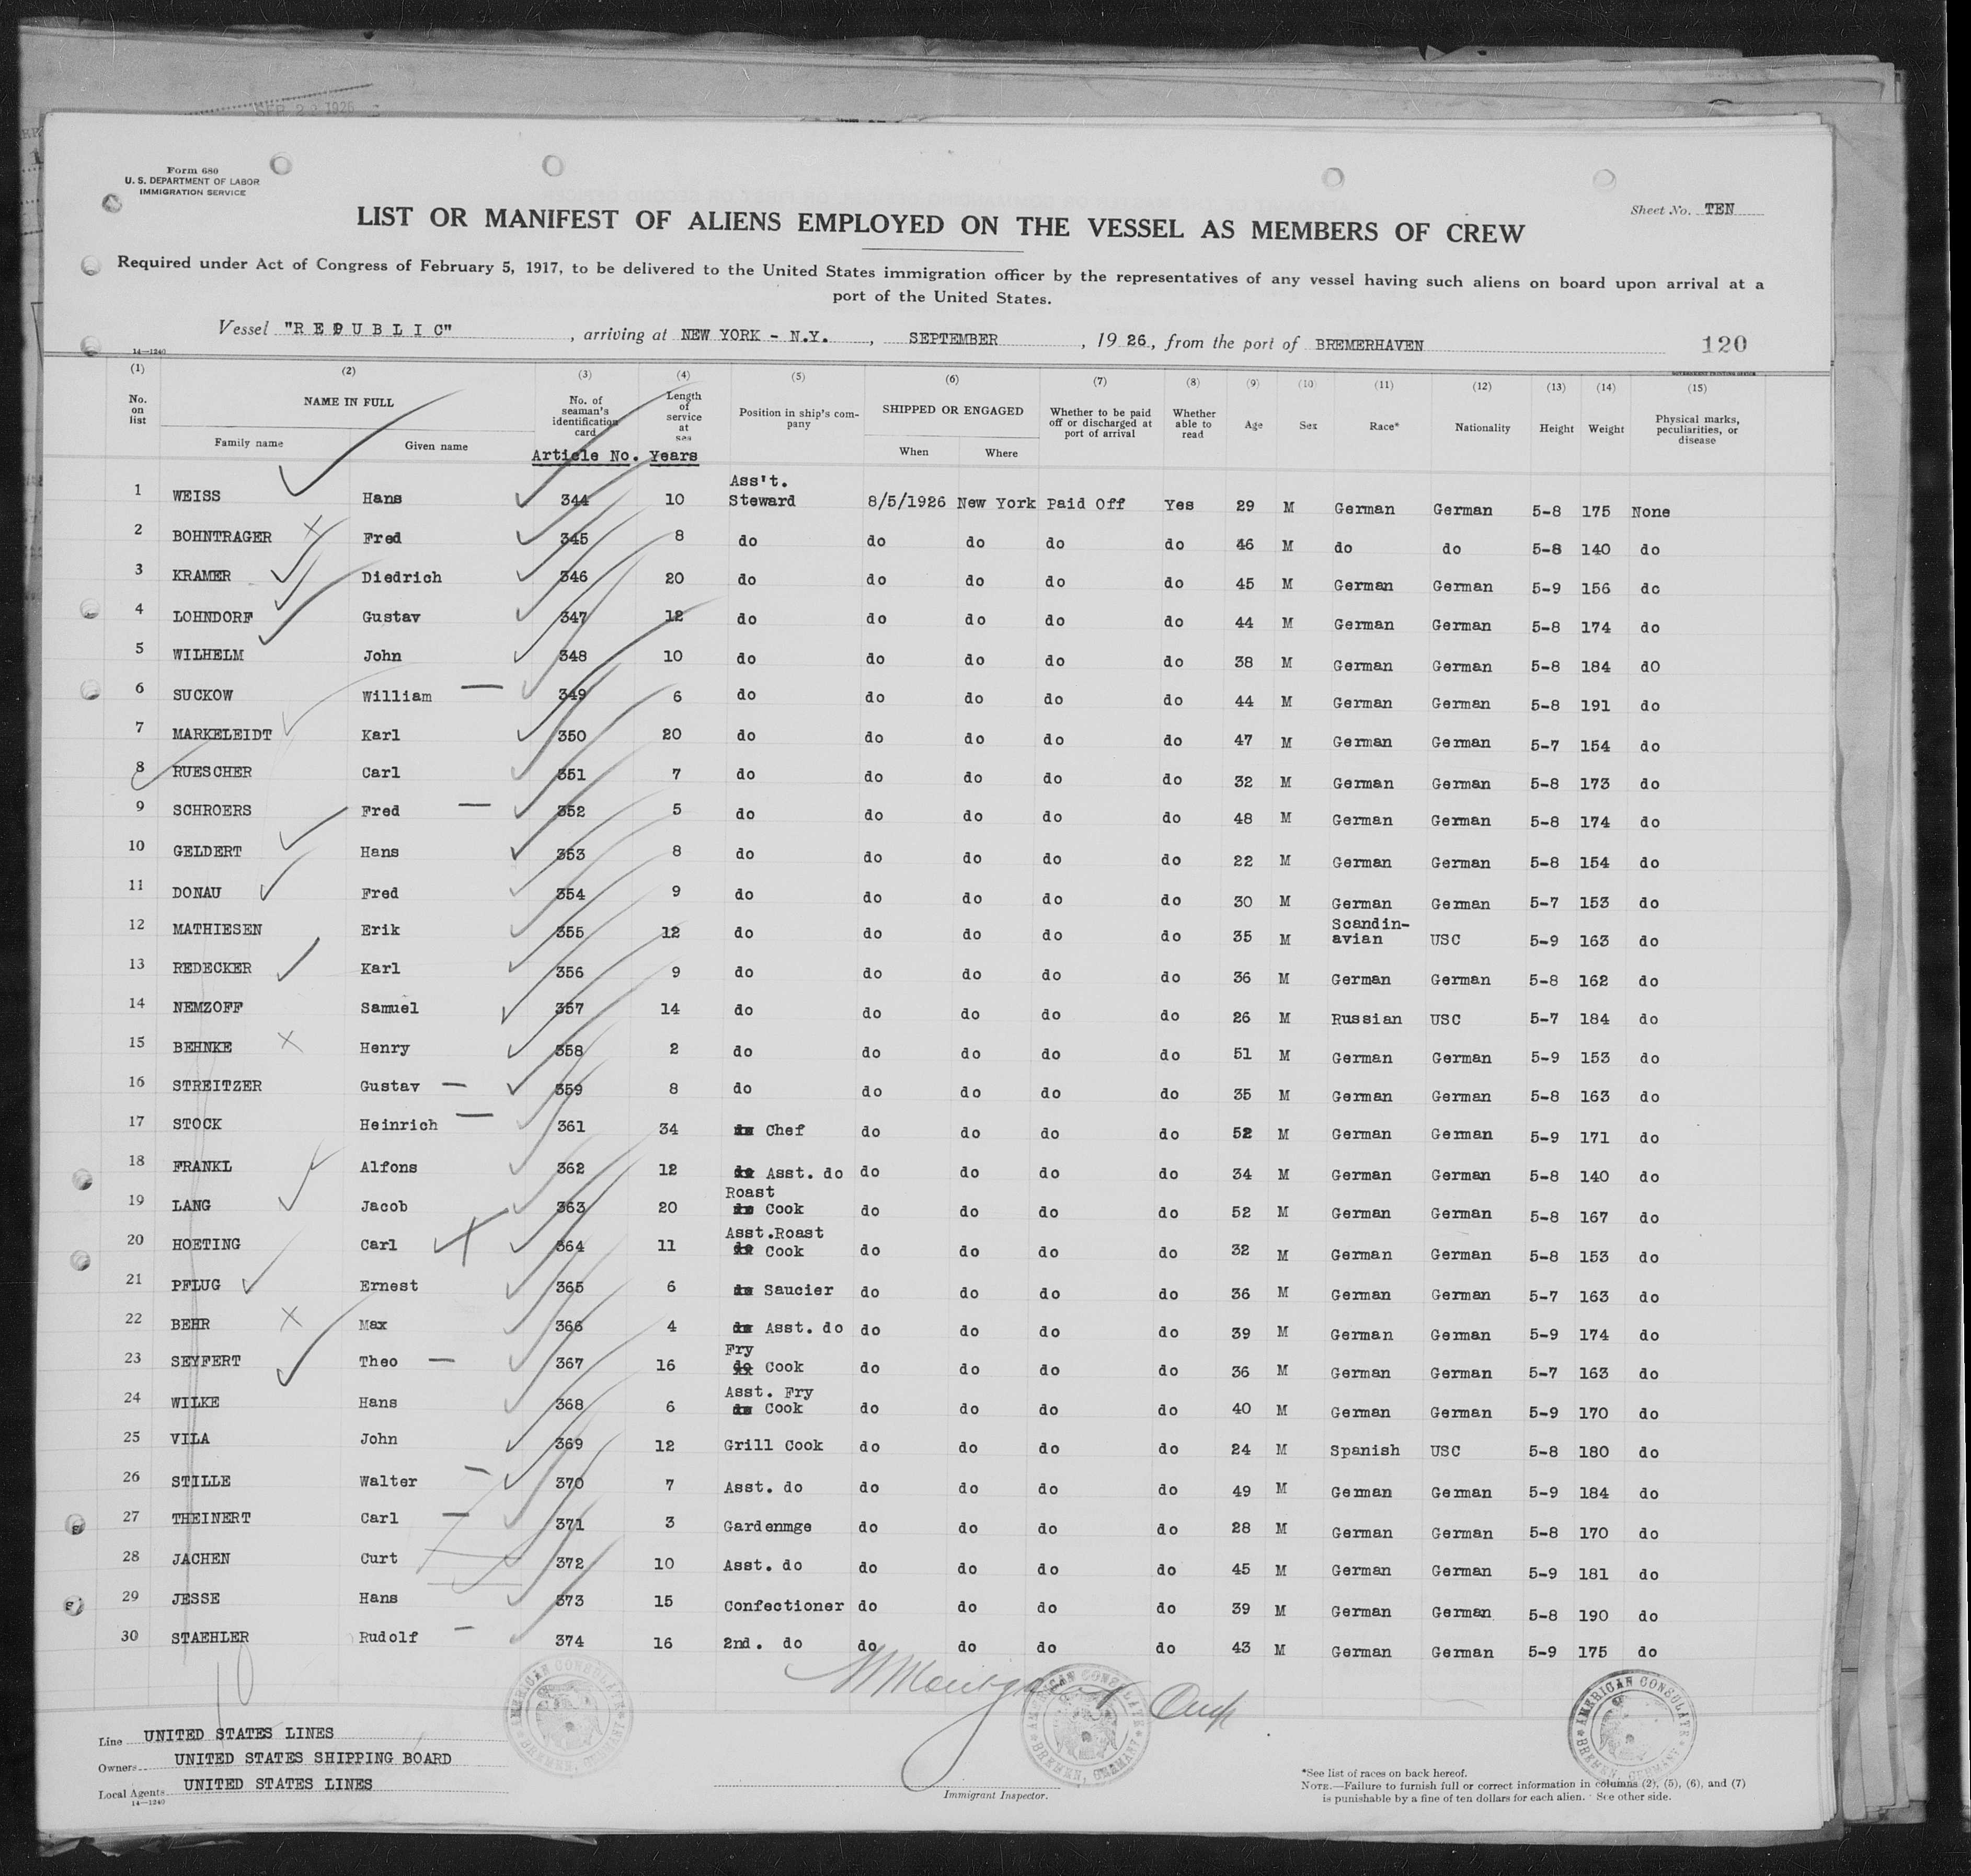 SEP 22 1926
Form 680
U. S. DEPARTMENT OF LABOR
IMMIGRATION SERVICE
Sheet No. TEN
LIST OR MANIFEST OF ALIENS EMPLOYED ON THE VESSEL AS MEMBERS OF CREW
Required under Act of Congress of February 5, 1917, to be delivered to the United States immigration officer by the representatives of any vessel having such aliens on board upon arrival at a
port of the United States.
Vessel "REPUBLIC", arriving at NEW YORK - N.Y., SEPTEMBER, 19 26, from the port of BREMERHAVEN 120
14—1240 GOVERNMENT PRINTING OFFICE
(1) (2) (3) (4) (5) (6) (7) (8) (9) (10) (11) (12) (13) (14) (15)
No. on list NAME IN FULL No. of seaman's identification card Length of service at sea Position in ship's company SHIPPED OR ENGAGED Whether to be paid off or discharged at port of arrival Whether able to read Age Sex Race* Nationality Height Weight Physical marks, peculiarities, or disease
Family name Given name When Where
Article No. Years
1 WEISS Hans 344 10 Ass't. Steward 8/5/1926 New York Paid Off Yes 29 M German German 5-8 175 None
2 BOHNTRAGER Fred 345 8 do do do do do 46 M do do 5-8 140 do
3 KRAMER Diedrich 346 20 do do do do do 45 M German German 5-9 156 do
4 LOHNDORF Gustav 347 12 do do do do do 44 M German German 5-8 174 do
5 WILHELM John 348 10 do do do do do 38 M German German 5-8 184 dO
6 SUCKOW William 349 6 do do do do do 44 M German German 5-8 191 do
7 MARKELEIDT Karl 350 20 do do do do do 47 M German German 5-7 154 do
8 RUESCHER Carl 351 7 do do do do do 32 M German German 5-8 173 do
9 SCHROERS Fred 352 5 do do do do do 48 M German German 5-8 174 do
10 GELDERT Hans 353 8 do do do do do 22 M German German 5-8 154 do
11 DONAU Fred 354 9 do do do do do 30 M German German 5-7 153 do
12 MATHIESEN Erik 355 12 do do do do do 35 M Scandin-avian USC 5-9 163 do
13 REDECKER Karl 356 9 do do do do do 36 M German German 5-8 162 do
14 NEMZOFF Samuel 357 14 do do do do do 26 M Russian USC 5-7 184 do
15 BEHNKE Henry 358 2 do do do do do 51 M German German 5-9 153 do
16 STREITZER Gustav 359 8 do do do do do 35 M German German 5-8 163 do
17 STOCK Heinrich 361 34 Chef do do do do 52 M German German 5-9 171 do
18 FRANKL Alfons 362 12 Asst. do do do do do 34 M German German 5-8 140 do
19 LANG Jacob 363 20 Roast Cook do do do do 52 M German German 5-8 167 do
20 HOETING Carl 364 11 Asst.Roast Cook do do do do 32 M German German 5-8 153 do
21 PFLUG Ernest 365 6 Saucier do do do do 36 M German German 5-7 163 do
22 BEHR Max 366 4 Asst. do do do do do 39 M German German 5-9 174 do
23 SEYFERT Theo 367 16 Fry Cook do do do do 36 M German German 5-7 163 do
24 WILKE Hans 368 6 Asst. Fry Cook do do do do 40 M German German 5-9 170 do
25 VILA John 369 12 Grill Cook do do do do 24 M Spanish USC 5-8 180 do
26 STILLE Walter 370 7 Asst. do do do do do 49 M German German 5-9 184 do
27 THEINERT Carl 371 3 Gardenmge do do do do 28 M German German 5-8 170 do
28 JACHEN Curt 372 10 Asst. do do do do do 45 M German German 5-9 181 do
29 JESSE Hans 373 15 Confectioner do do do do 39 M German German 5-8 190 do
30 STAEHLER Rudolf 374 16 2nd. do do do do do 43 M German German 5-9 175 do
AMERICAN CONSULATE BREMEN, GERMANY
AMERICAN CONSULATE BREMEN, GERMANY
AMERICAN CONSULATE BREMEN, GERMANY
Line UNITED STATES LINES
Owners UNITED STATES SHIPPING BOARD
Local Agents UNITED STATES LINES
14—1240
Immigrant Inspector.
*See list of races on back hereof.
NOTE.—Failure to furnish full or correct information in columns (2), (5), (6), and (7)
is punishable by a fine of ten dollars for each alien. See other side.